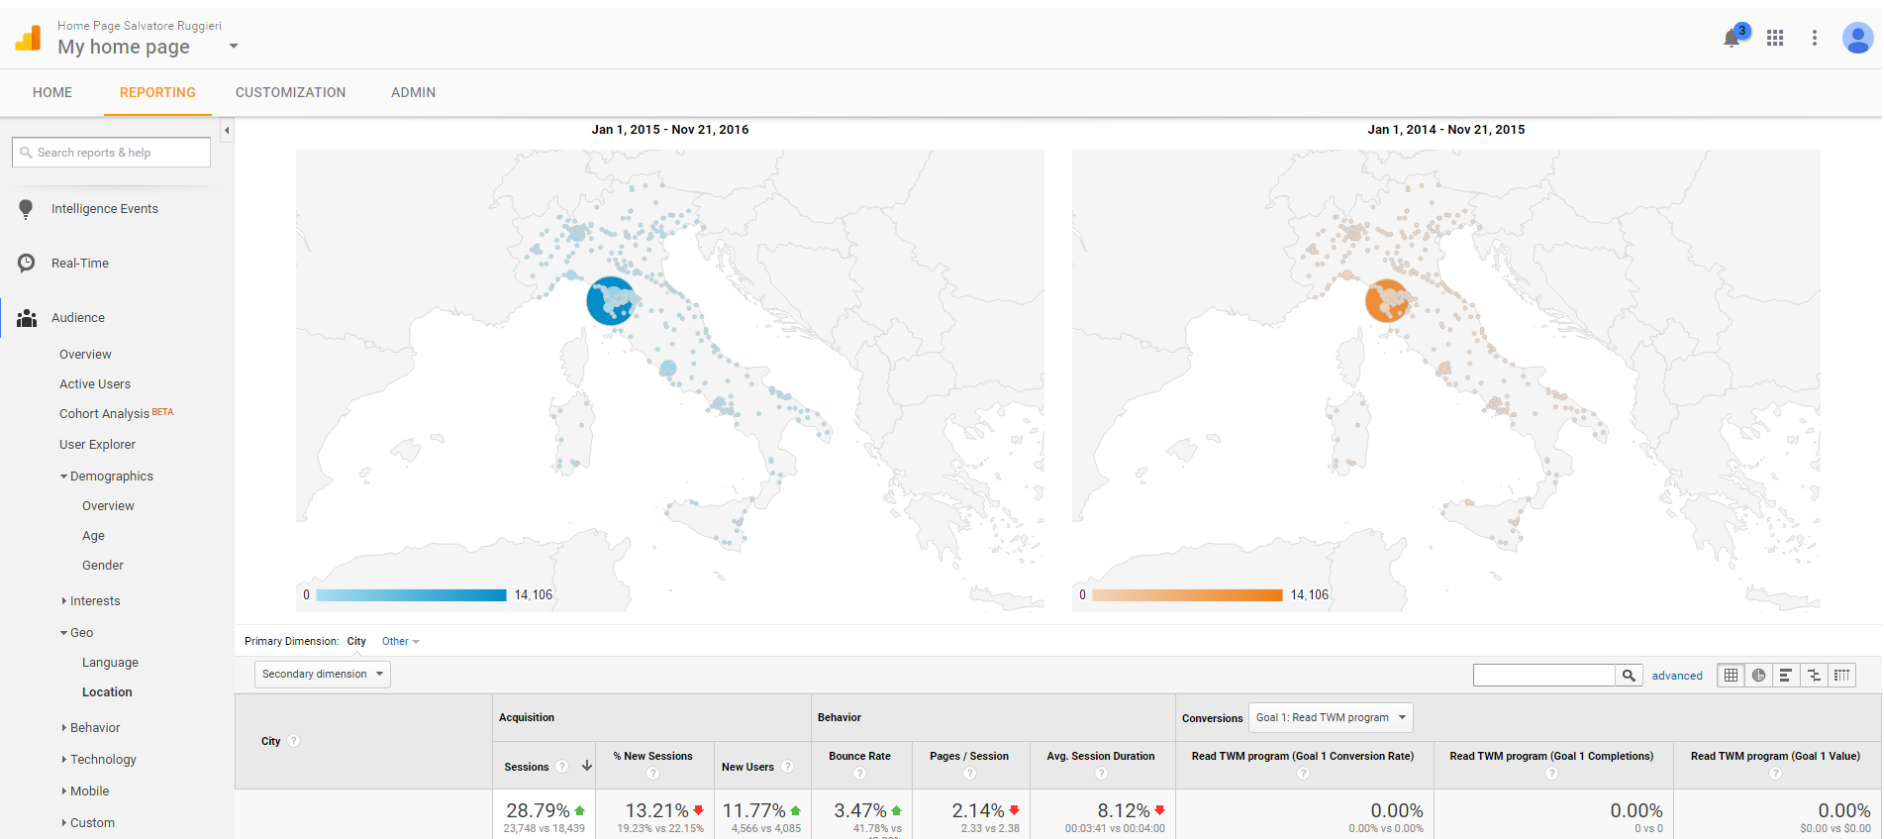 Home Page Salvatore Ruggieri
My home page
3
HOME REPORTING CUSTOMIZATION ADMIN
Search reports & help
Intelligence Events
Real-Time
Audience
Overview
Active Users
Cohort Analysis BETA
User Explorer
Demographics
Overview
Age
Gender
Interests
Geo
Language
Location
Behavior
Technology
Mobile
Custom
Jan 1, 2015 - Nov 21, 2016
Jan 1, 2014 - Nov 21, 2015
0 14,106
0 14,106
Primary Dimension: City Other
Secondary dimension
advanced
City ?
Acquisition
Behavior
Conversions Goal 1: Read TWM program
Sessions ?
% New Sessions ?
New Users ?
Bounce Rate ?
Pages / Session ?
Avg. Session Duration ?
Read TWM program (Goal 1 Conversion Rate) ?
Read TWM program (Goal 1 Completions) ?
Read TWM program (Goal 1 Value) ?
28.79% 13.21% 11.77% 3.47% 2.14% 8.12% 0.00% 0.00% 0.00%
23,748 vs 18,439 19.23% vs 22.15% 4,566 vs 4,085 41.78% vs 2.33 vs 2.38 00:03:41 vs 00:04:00 0.00% vs 0.00% 0 vs 0 $0.00 vs $0.00